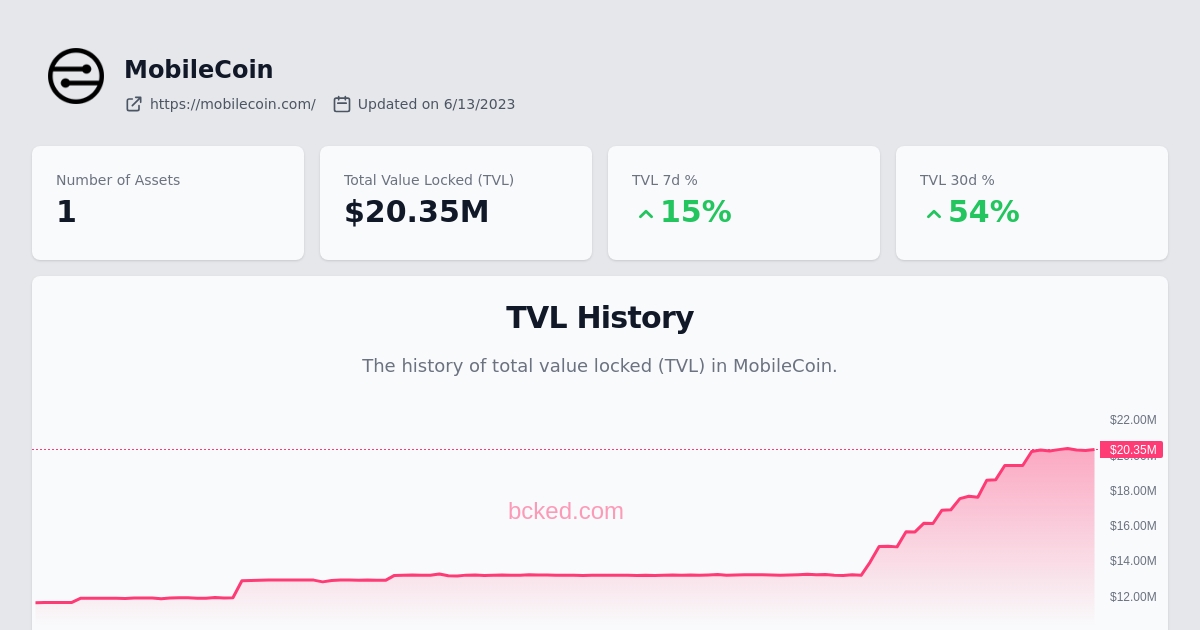 MobileCoin
https://mobilecoin.com/ Updated on 6/13/2023
Number of Assets
1
Total Value Locked (TVL)
$20.35M
TVL 7d %
15%
TVL 30d %
54%
TVL History
The history of total value locked (TVL) in MobileCoin.
$22.00M
$20.35M
$18.00M
bcked.com
$16.00M
$14.00M
$12.00M